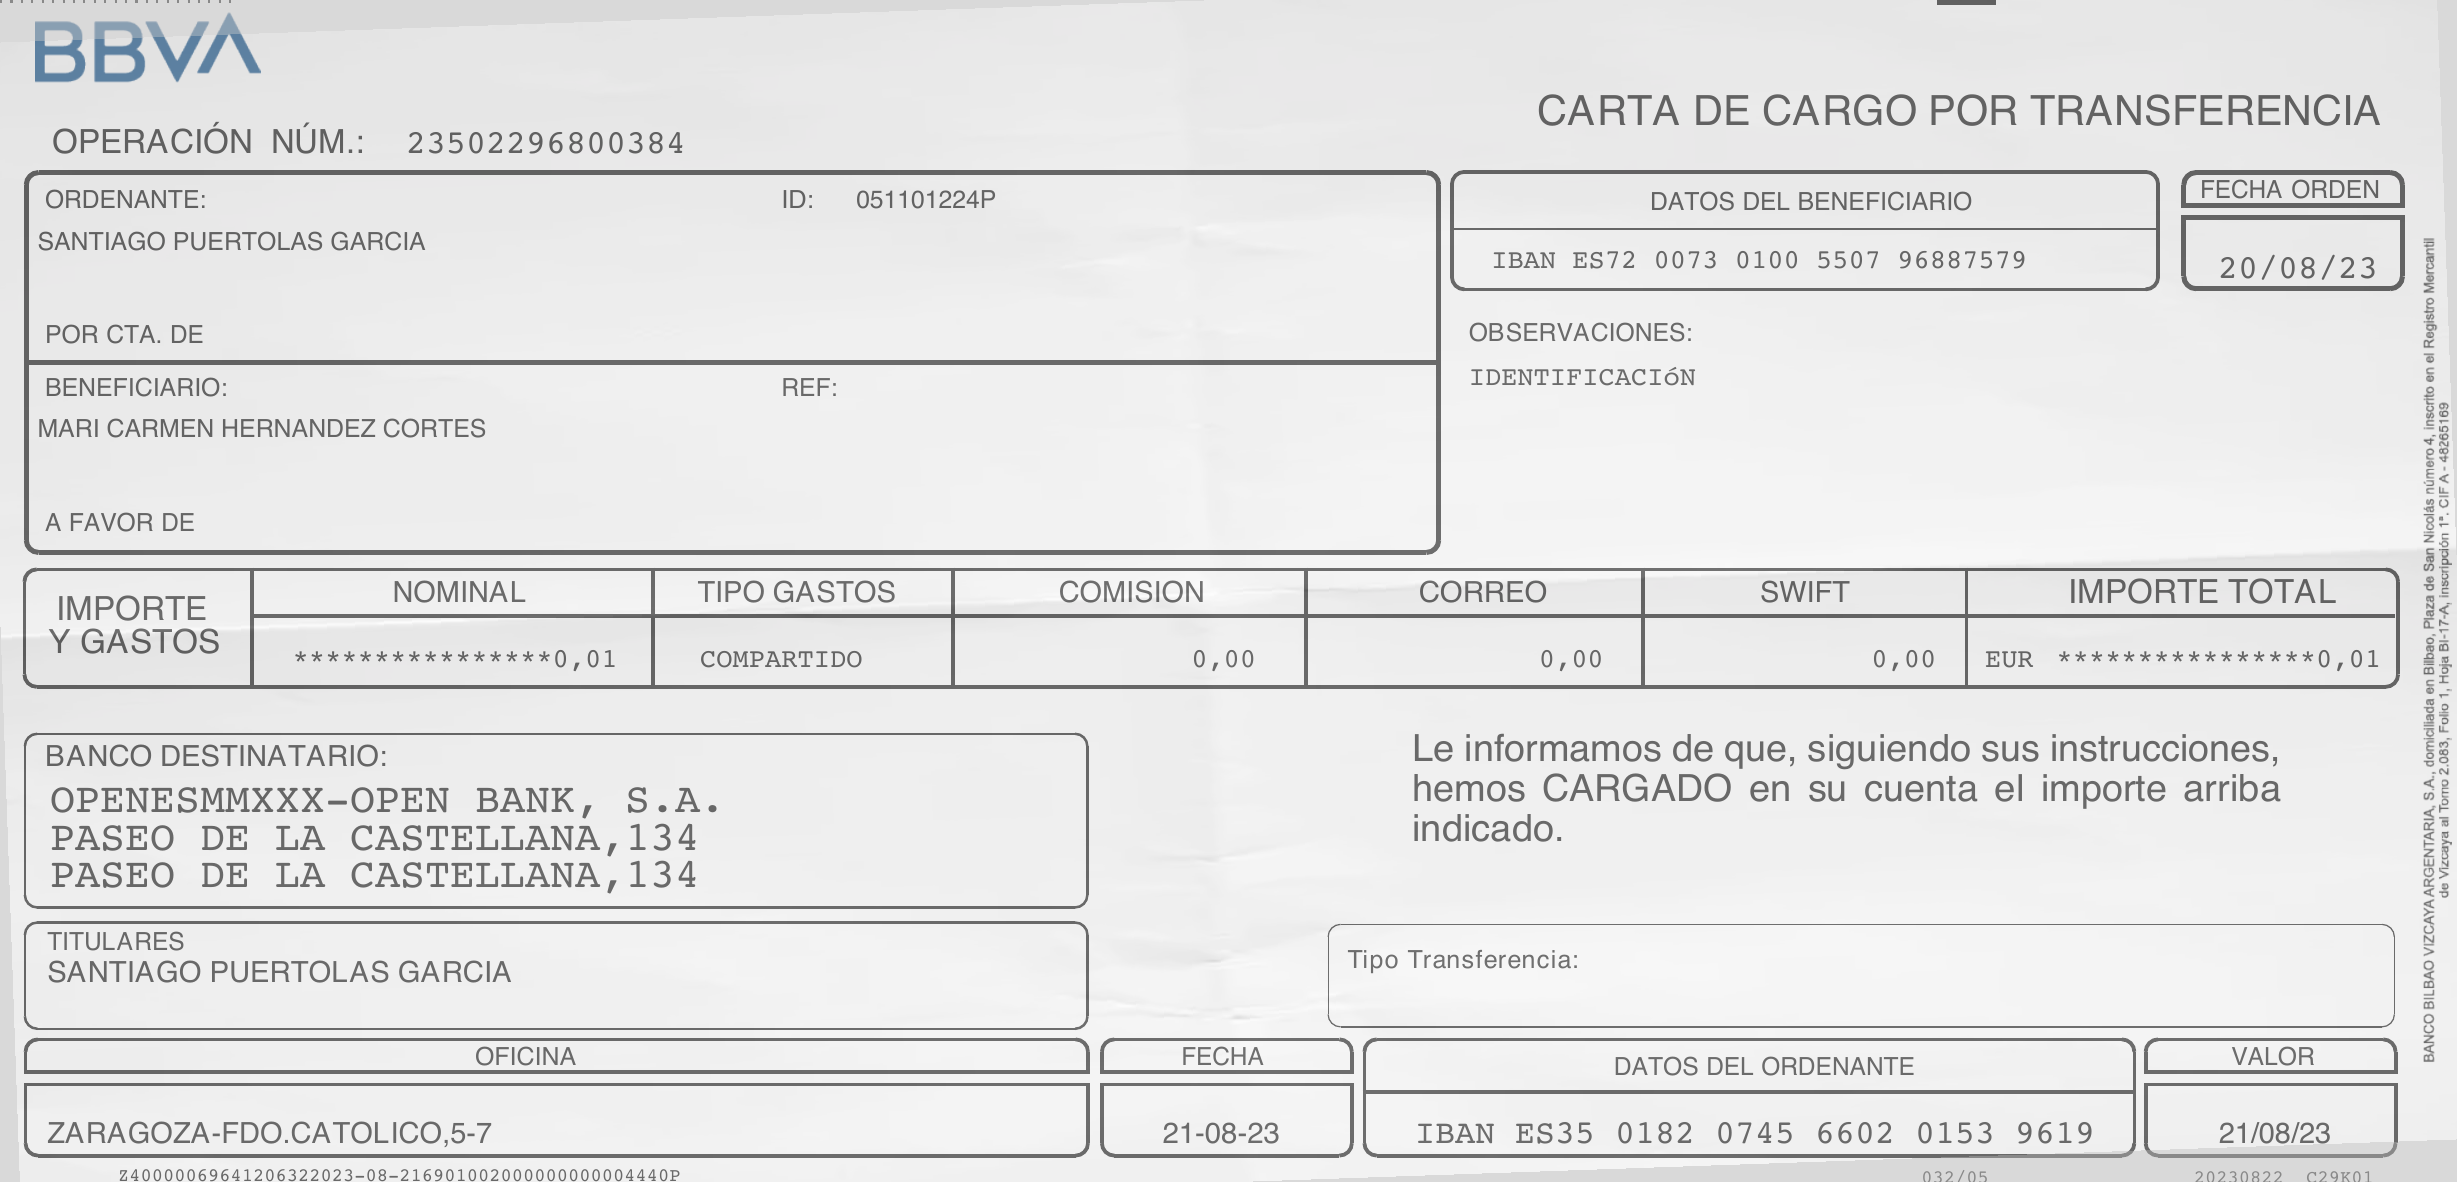 BBVA
CARTA DE CARGO POR TRANSFERENCIA
OPERACIÓN NÚM.: 23502296800384
ORDENANTE: ID: 051101224P
SANTIAGO PUERTOLAS GARCIA
POR CTA. DE
BENEFICIARIO: REF:
MARI CARMEN HERNANDEZ CORTES
A FAVOR DE
DATOS DEL BENEFICIARIO
IBAN ES72 0073 0100 5507 96887579
FECHA ORDEN
20/08/23
OBSERVACIONES:
IDENTIFICACIóN
IMPORTE Y GASTOS
NOMINAL TIPO GASTOS COMISION CORREO SWIFT IMPORTE TOTAL
****************0,01 COMPARTIDO 0,00 0,00 0,00 EUR ****************0,01
BANCO DESTINATARIO:
OPENESMMXXX-OPEN BANK, S.A.
PASEO DE LA CASTELLANA,134
PASEO DE LA CASTELLANA,134
Le informamos de que, siguiendo sus instrucciones,
hemos CARGADO en su cuenta el importe arriba
indicado.
TITULARES
SANTIAGO PUERTOLAS GARCIA
Tipo Transferencia:
OFICINA FECHA DATOS DEL ORDENANTE VALOR
ZARAGOZA-FDO.CATOLICO,5-7 21-08-23 IBAN ES35 0182 0745 6602 0153 9619 21/08/23
Z40000069641206322023-08-2169010020000000000004440P 032/05 20230822 C29K01
BANCO BILBAO VIZCAYA ARGENTARIA, S.A., domiciliada en Bilbao, Plaza de San Nicolás número 4, inscrito en el Registro Mercantil
de Vizcaya al Tomo 2.083, Folio 1, Hoja BI-17-A, inscripción 1ª. CIF A - 48265169